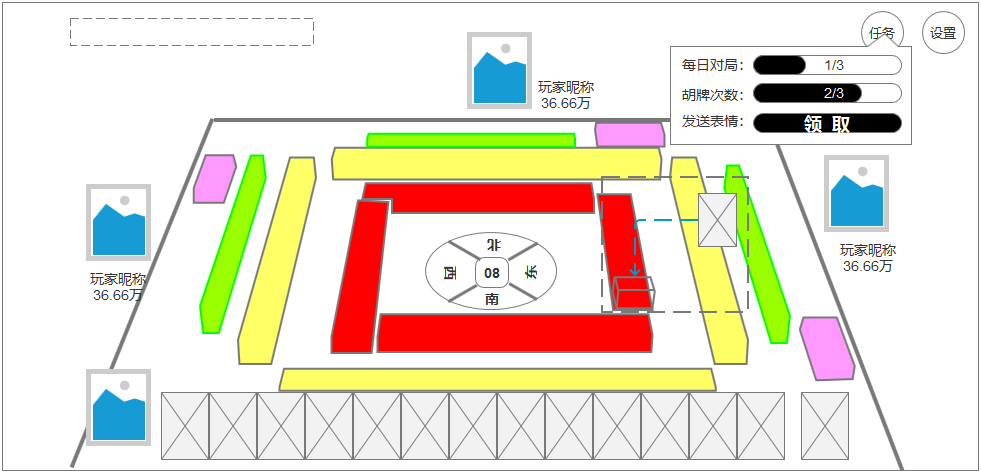 任务
设置
每日对局： 1/3
胡牌次数： 2/3
发送表情： 领 取
玩家昵称
36.66万
玩家昵称
36.66万
玩家昵称
36.66万
北
西
08
东
南